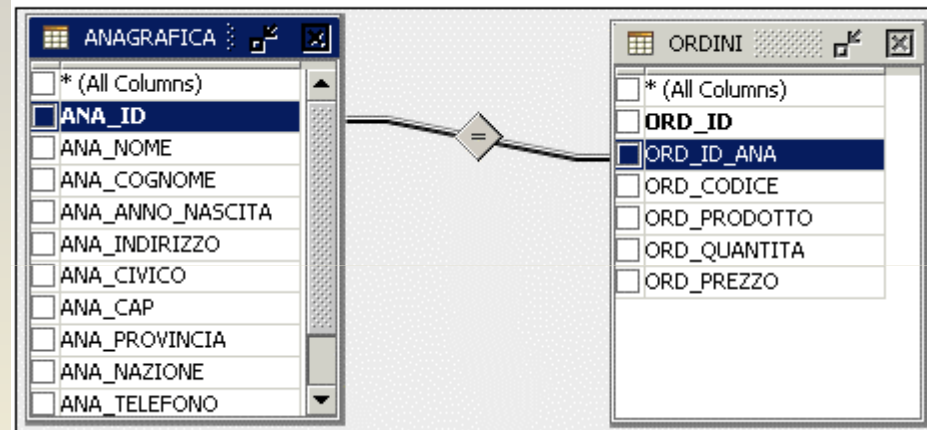 ANAGRAFICA
* (All Columns)
ANA_ID
ANA_NOME
ANA_COGNOME
ANA_ANNO_NASCITA
ANA_INDIRIZZO
ANA_CIVICO
ANA_CAP
ANA_PROVINCIA
ANA_NAZIONE
ANA_TELEFONO
=
ORDINI
* (All Columns)
ORD_ID
ORD_ID_ANA
ORD_CODICE
ORD_PRODOTTO
ORD_QUANTITA
ORD_PREZZO